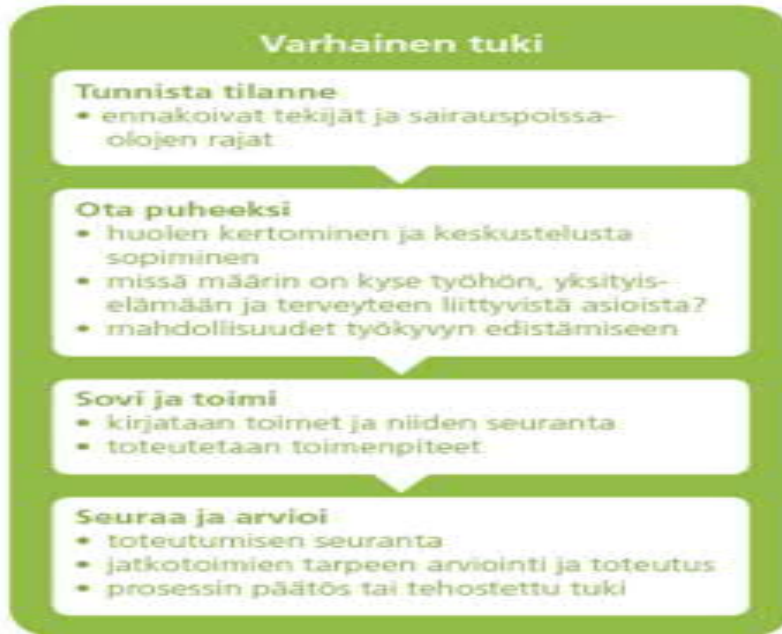 Varhainen tuki
Tunnista tilanne
• ennakoivat tekijät ja sairauspoissa-
olojen rajat
Ota puheeksi
• huolen kertominen ja keskustelusta
sopiminen
• missä määrin on kyse työhön, yksityis-
elämään ja terveyteen liittyvistä asioista?
• mahdollisuudet työkyvyn edistämiseen
Sovi ja toimi
• kirjataan toimet ja niiden seuranta
• toteutetaan toimenpiteet
Seuraa ja arvioi
• toteutumisen seuranta
• jatkotoimien tarpeen arviointi ja toteutus
• prosessin päätös tai tehostettu tuki